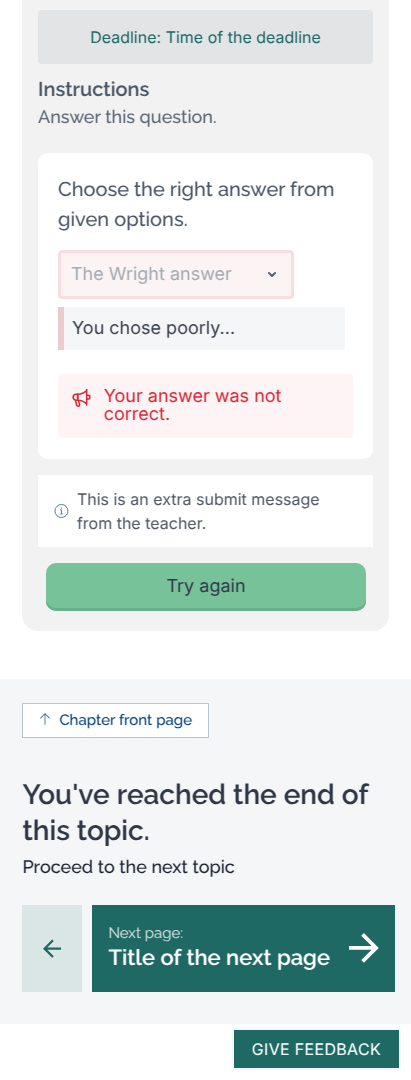 Deadline: Time of the deadline
Instructions
Answer this question.
Choose the right answer from
given options.
The Wright answer
You chose poorly...
Your answer was not
correct.
This is an extra submit message
from the teacher.
Try again
Chapter front page
You've reached the end of
this topic.
Proceed to the next topic
Next page:
Title of the next page
GIVE FEEDBACK